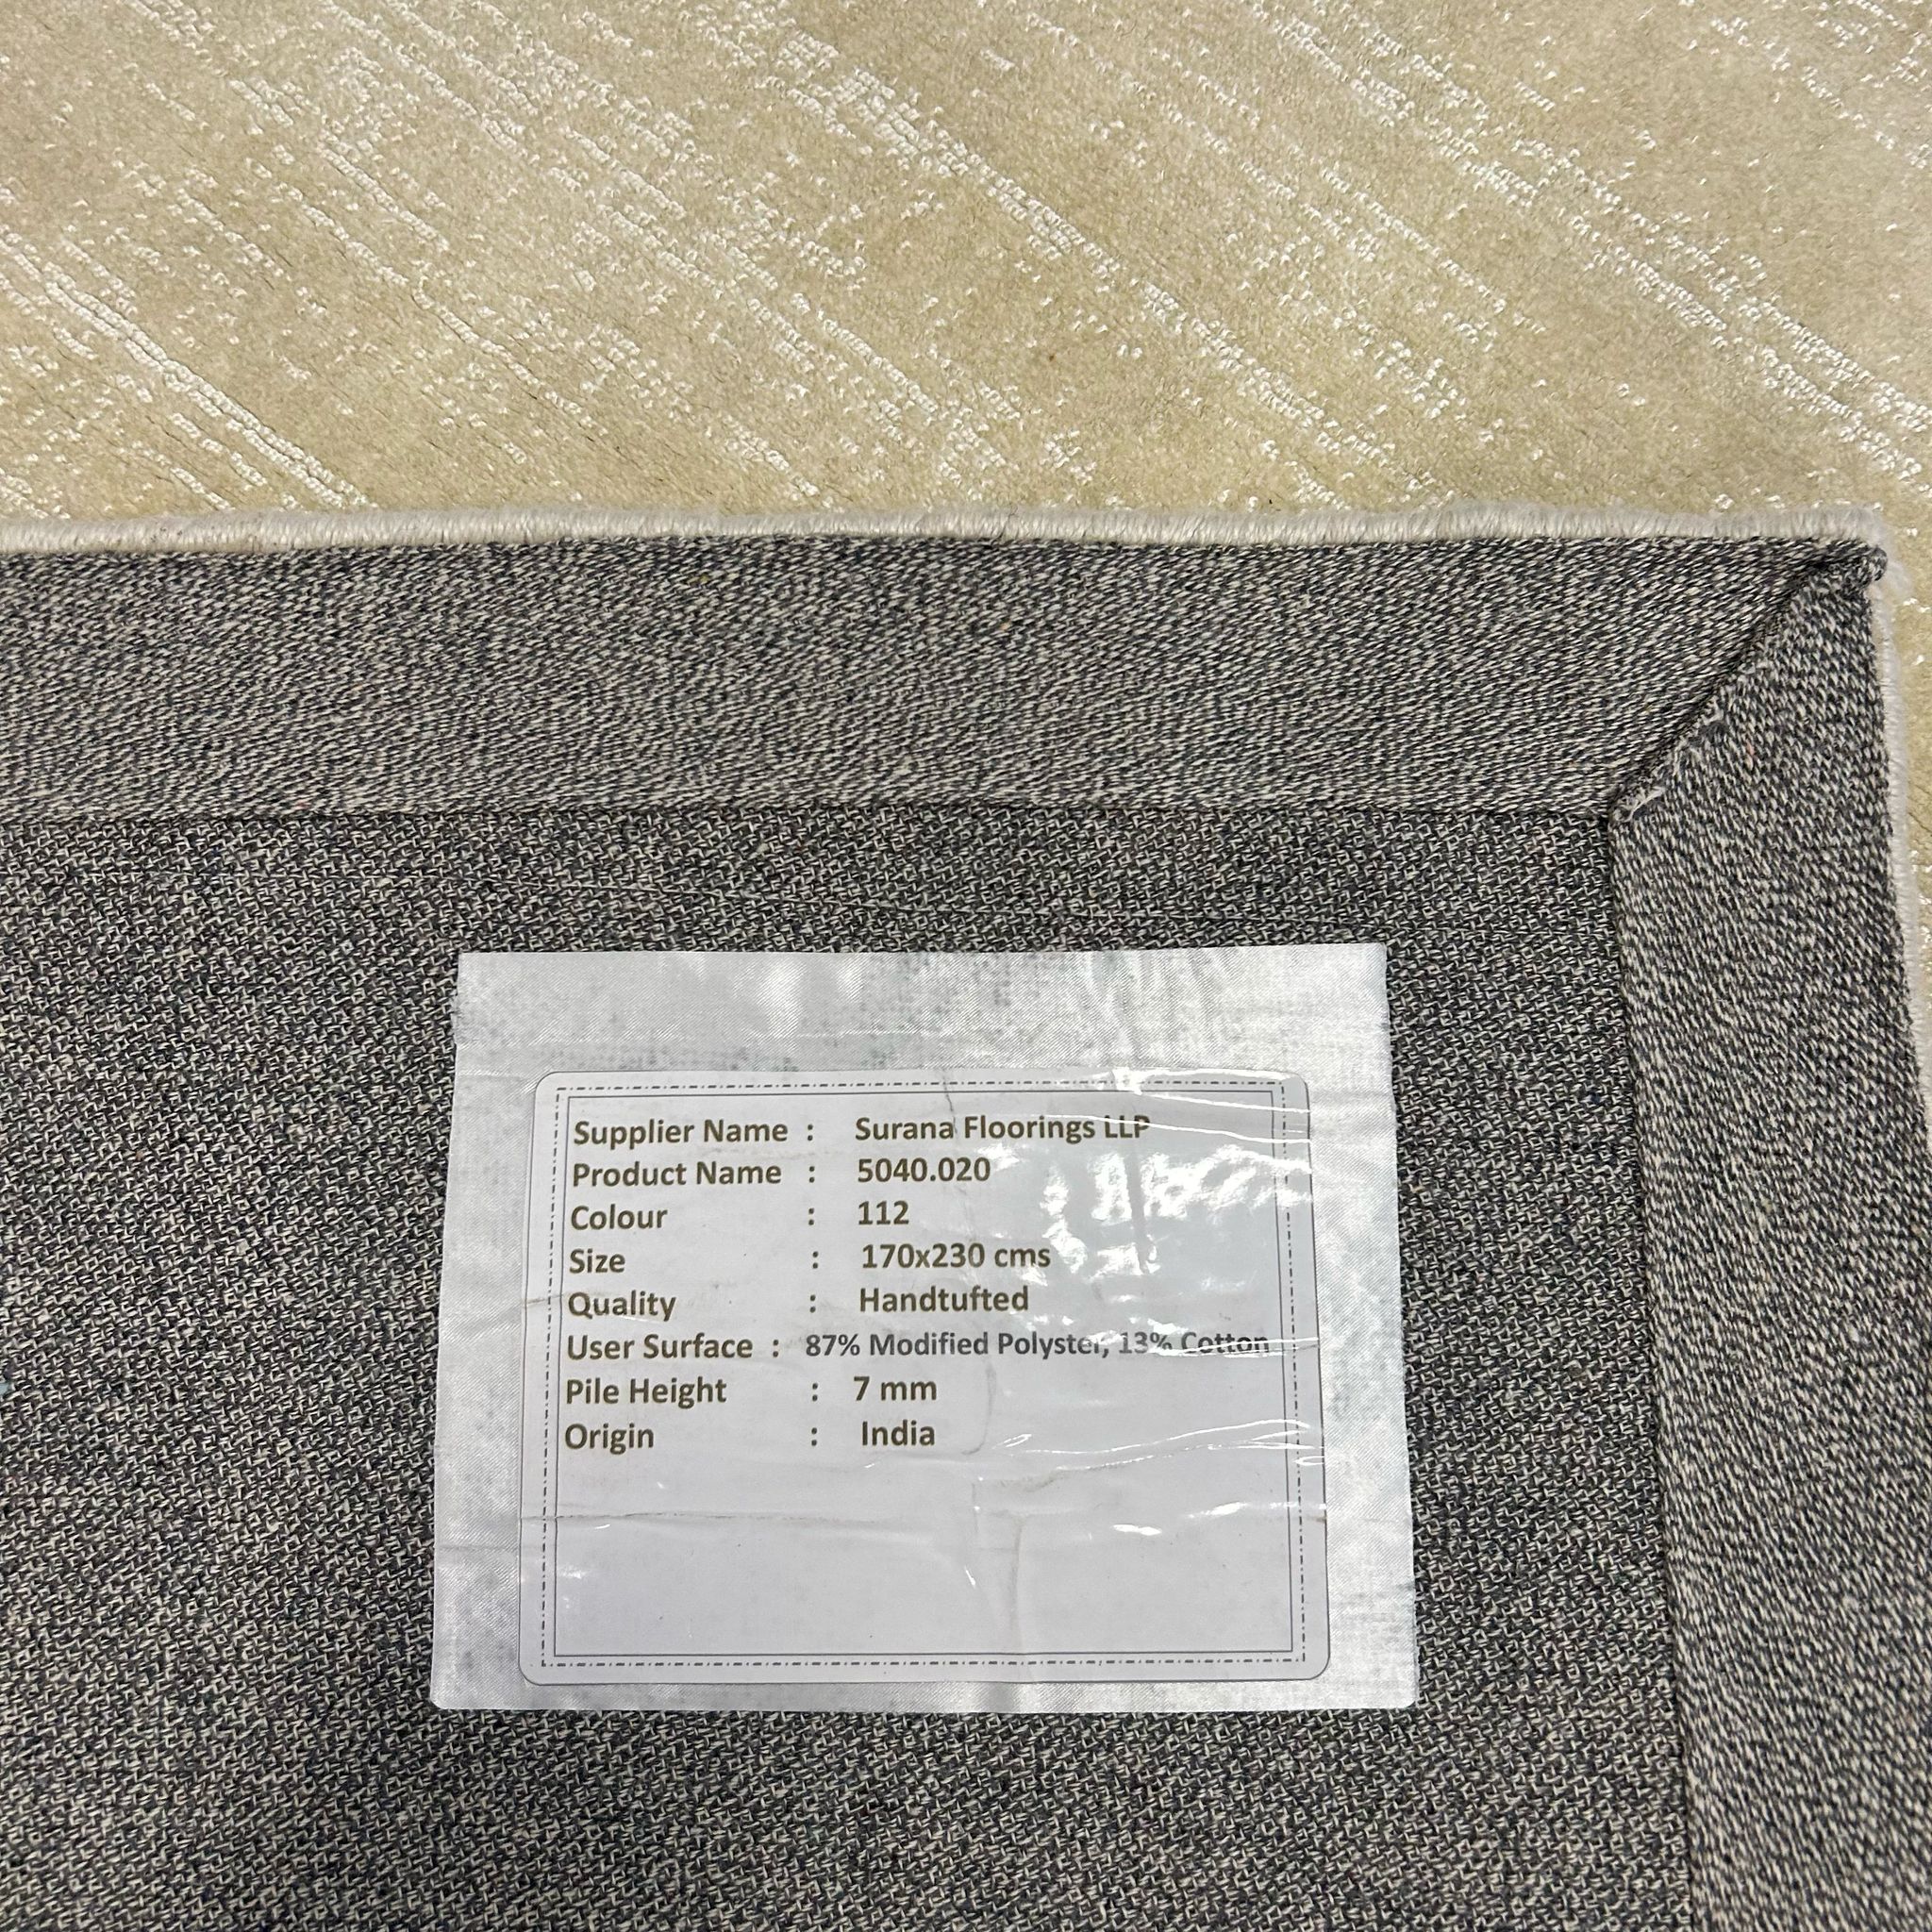 Supplier Name : Surana Floorings LLP
Product Name : 5040.020
Colour : 112
Size : 170x230 cms
Quality : Handtufted
User Surface : 87% Modified Polyster, 13% Cotton
Pile Height : 7 mm
Origin : India